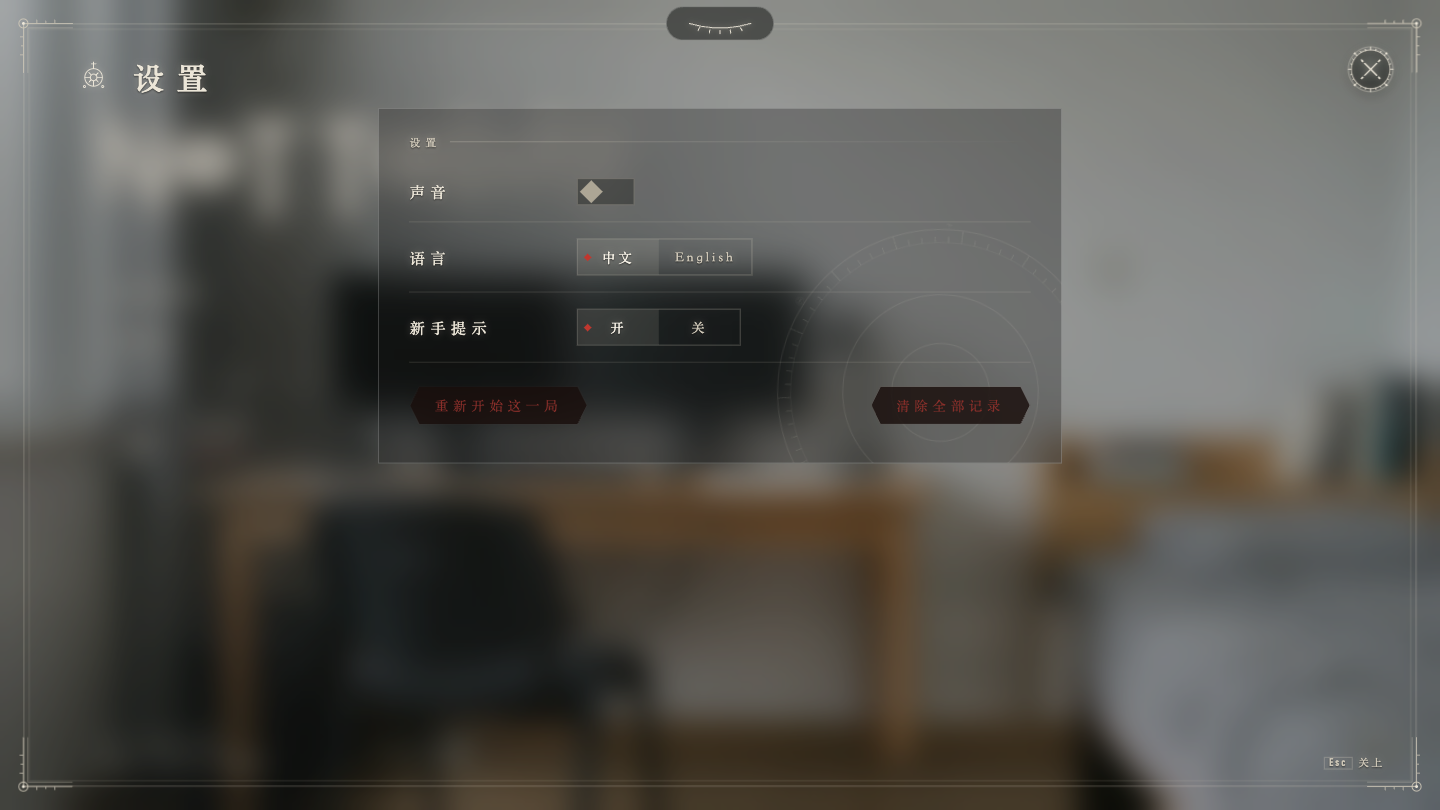 设置
设置
声音
语言 中文 English
新手提示 开 关
重新开始这一局 清除全部记录
Esc 关上